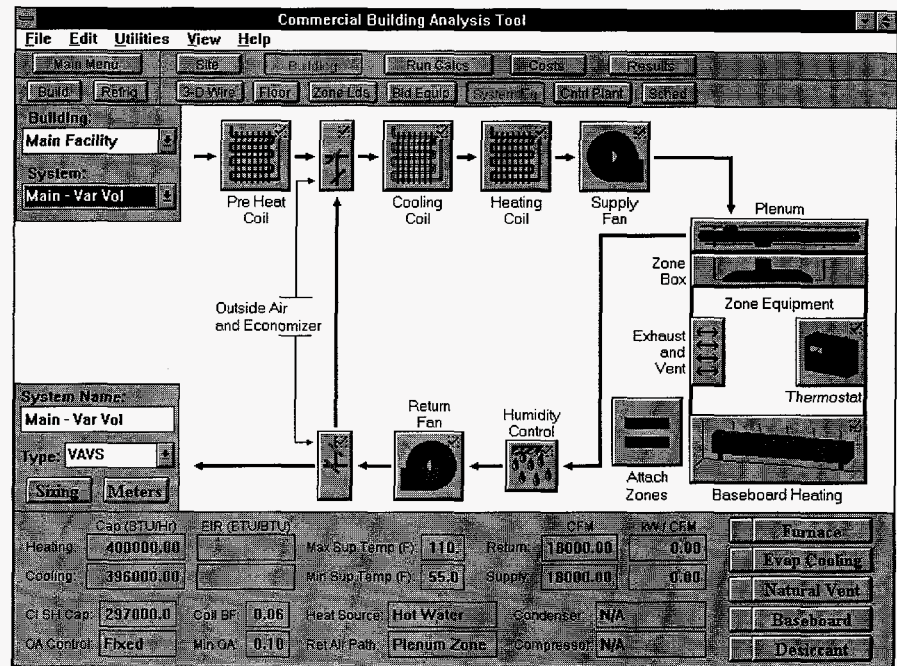 Commercial Building Analysis Tool
File Edit Utilities View Help
Main Menu Site Building Run Calcs Costs Results
Build Refrig 3-D Wire Floor Zone Lds Bld Equip System Eq Cntrl Plant Sched
Building:
Main Facility
System:
Main - Var Vol
Pre Heat Coil
Cooling Coil
Heating Coil
Supply Fan
Plenum
Zone Box
Zone Equipment
Outside Air and Economizer
Exhaust and Vent
Thermostat
System Name:
Main - Var Vol
Type: VAVS
Sizing Meters
Return Fan
Humidity Control
Attach Zones
Baseboard Heating
Cap (BTU/Hr) EIR (BTU/BTU) CFM kW / CFM
Heating: 400000.00 Max Sup Temp (F): 110. Return: 18000.00 0.00
Cooling: 396000.00 Min Sup Temp (F): 55.0 Supply: 18000.00 0.00
Cl SH Cap: 297000.0 Coil BF: 0.06 Heat Source: Hot Water Condenser: N/A
OA Control: Fixed Min OA: 0.10 Ret Air Path: Plenum Zone Compressor: N/A
Furnace
Evap Cooling
Natural Vent
Baseboard
Desiccant